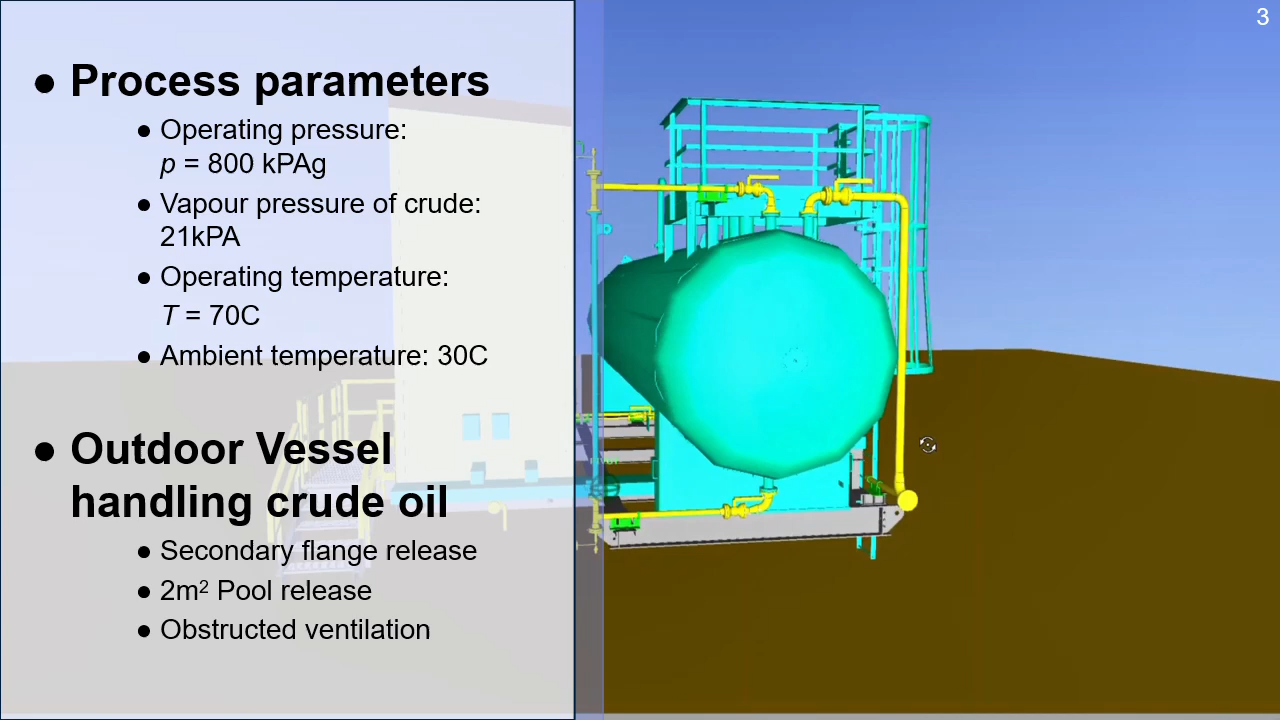 3
● Process parameters
● Operating pressure:
p = 800 kPAg
● Vapour pressure of crude:
21kPA
● Operating temperature:
T = 70C
● Ambient temperature: 30C
● Outdoor Vessel
handling crude oil
● Secondary flange release
● 2m² Pool release
● Obstructed ventilation